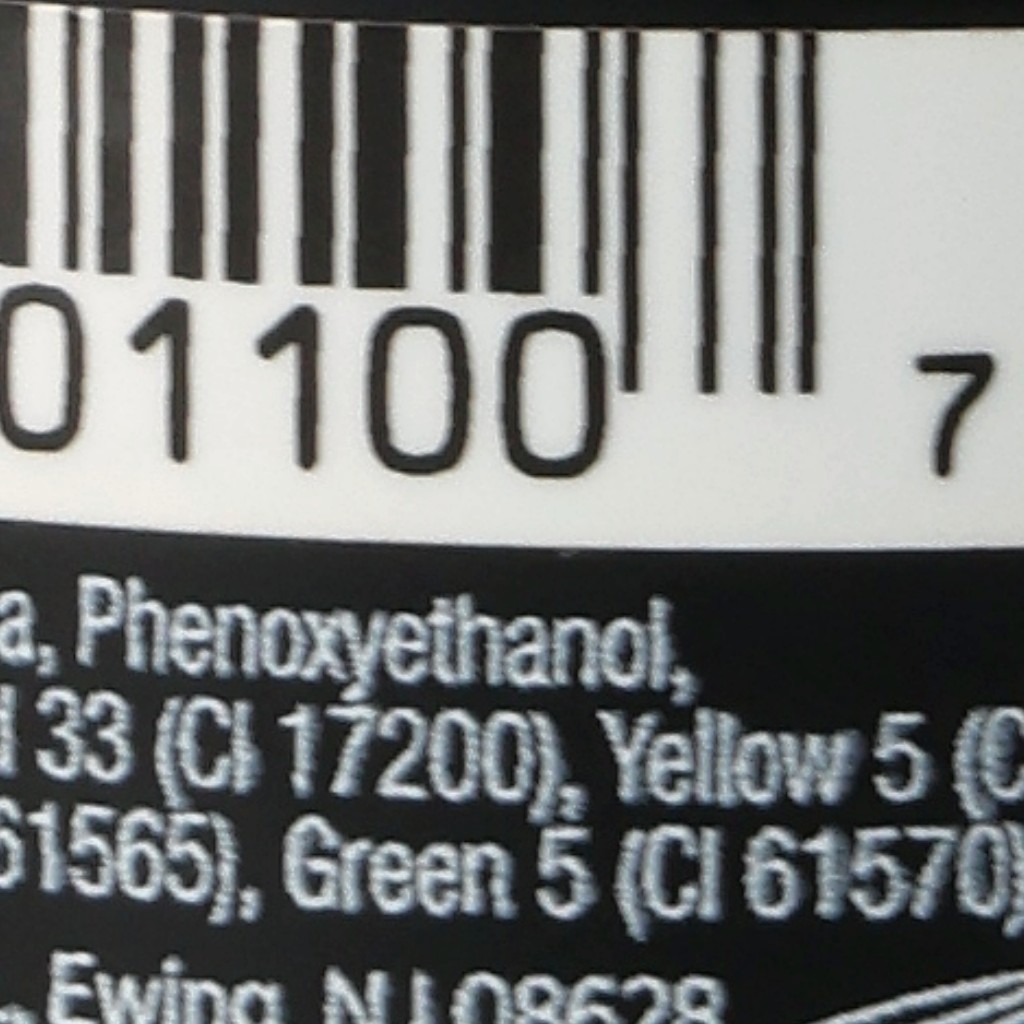 01100 7
a, Phenoxyethanol,
33 (CI 17200), Yellow 5 (C
61565), Green 5 (CI 61570)
Ewing, NJ 08628